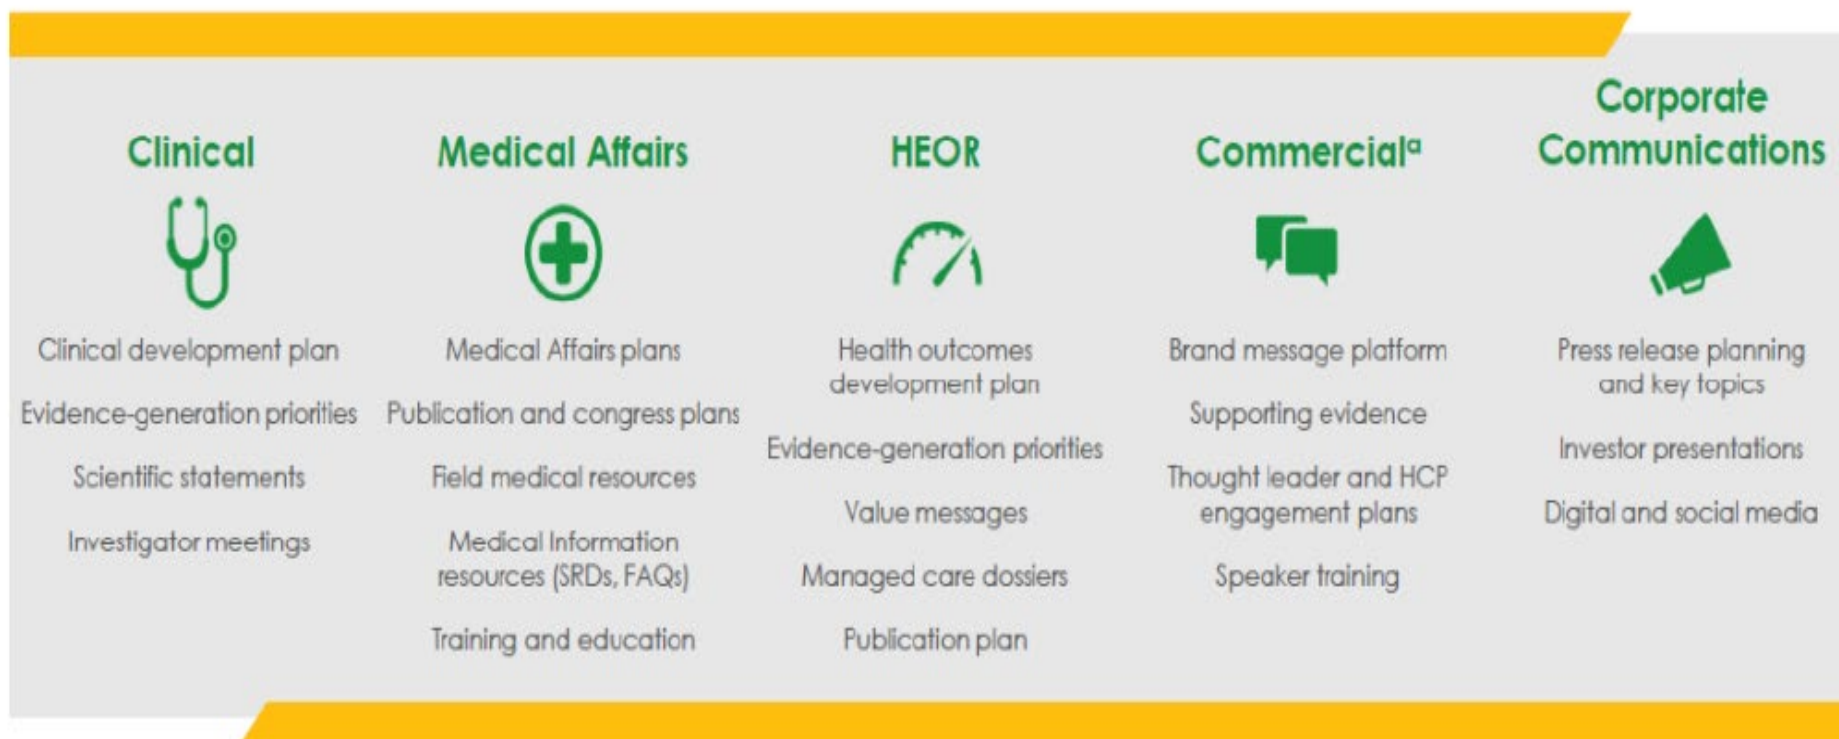 Clinical
Clinical development plan
Evidence-generation priorities
Scientific statements
Investigator meetings
Medical Affairs
Medical Affairs plans
Publication and congress plans
Field medical resources
Medical Information
resources (SRDs, FAQs)
Training and education
HEOR
Health outcomes
development plan
Evidence-generation priorities
Value messages
Managed care dossiers
Publication plan
Commercialª
Brand message platform
Supporting evidence
Thought leader and HCP
engagement plans
Speaker training
Corporate
Communications
Press release planning
and key topics
Investor presentations
Digital and social media